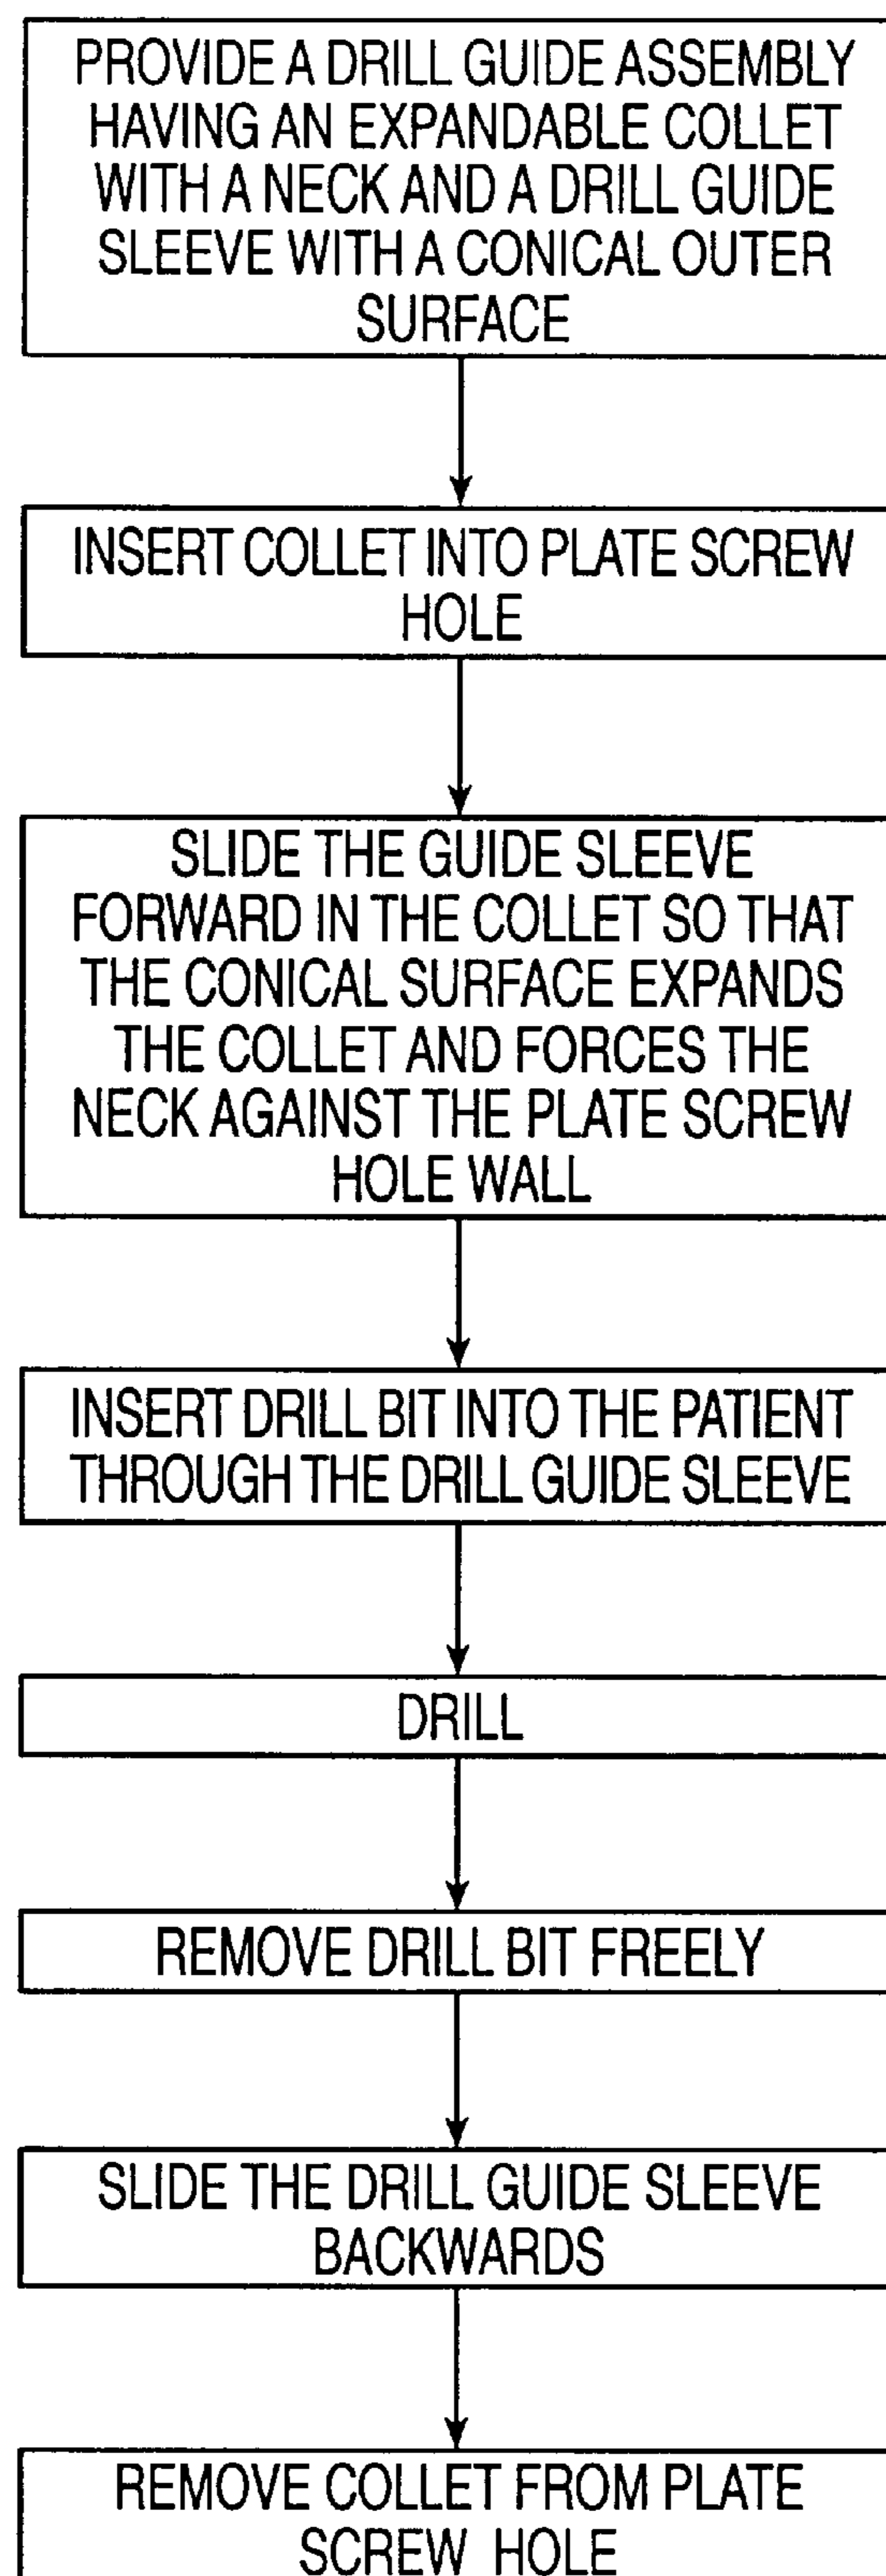 PROVIDE A DRILL GUIDE ASSEMBLY
HAVING AN EXPANDABLE COLLET
WITH A NECK AND A DRILL GUIDE
SLEEVE WITH A CONICAL OUTER
SURFACE
INSERT COLLET INTO PLATE SCREW
HOLE
SLIDE THE GUIDE SLEEVE
FORWARD IN THE COLLET SO THAT
THE CONICAL SURFACE EXPANDS
THE COLLET AND FORCES THE
NECK AGAINST THE PLATE SCREW
HOLE WALL
INSERT DRILL BIT INTO THE PATIENT
THROUGH THE DRILL GUIDE SLEEVE
DRILL
REMOVE DRILL BIT FREELY
SLIDE THE DRILL GUIDE SLEEVE
BACKWARDS
REMOVE COLLET FROM PLATE
SCREW HOLE